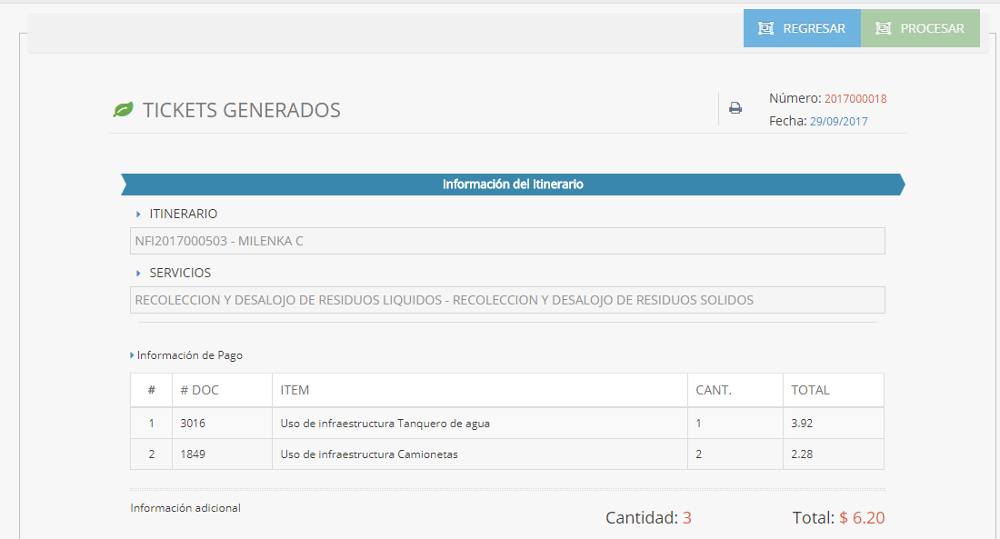 REGRESAR PROCESAR
TICKETS GENERADOS
Número: 2017000018
Fecha: 29/09/2017
Información del Itinerario
ITINERARIO
NFI2017000503 - MILENKA C
SERVICIOS
RECOLECCION Y DESALOJO DE RESIDUOS LIQUIDOS - RECOLECCION Y DESALOJO DE RESIDUOS SOLIDOS
Información de Pago
# # DOC ITEM CANT. TOTAL
1 3016 Uso de infraestructura Tanquero de agua 1 3.92
2 1849 Uso de infraestructura Camionetas 2 2.28
Información adicional
Cantidad: 3 Total: $ 6.20